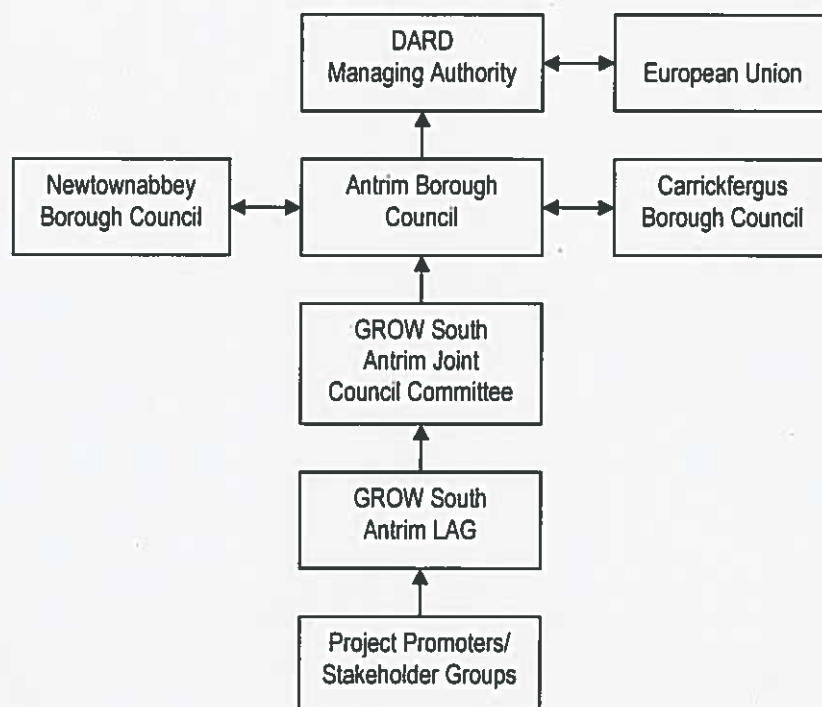 DARD
Managing Authority
European Union
Newtownabbey
Borough Council
Antrim Borough
Council
Carrickfergus
Borough Council
GROW South
Antrim Joint
Council Committee
GROW South
Antrim LAG
Project Promoters/
Stakeholder Groups